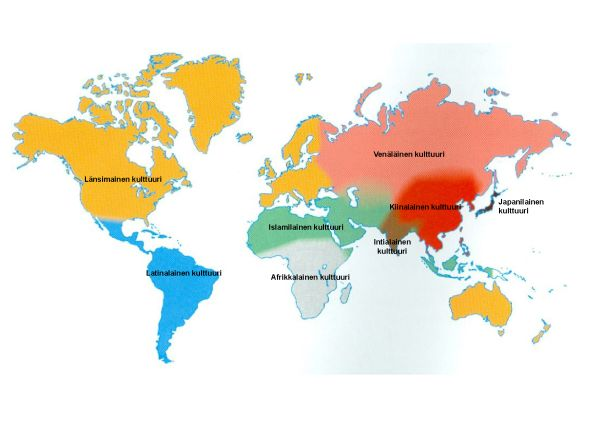 Venäläinen kulttuuri
Länsimainen kulttuuri
Japanilainen
kulttuuri
Kiinalainen kulttuuri
Islamilainen kulttuuri
Intialainen
kulttuuri
Latinalainen kulttuuri
Afrikkalainen kulttuuri